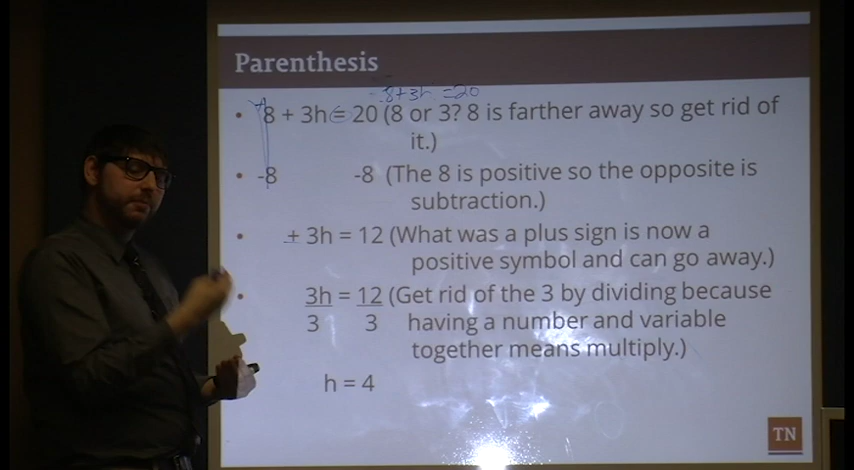 Parenthesis
8+3h = 20
• 8 + 3h = 20 (8 or 3? 8 is farther away so get rid of
it.)
• -8 -8 (The 8 is positive so the opposite is
subtraction.)
• + 3h = 12 (What was a plus sign is now a
positive symbol and can go away.)
• 3h = 12 (Get rid of the 3 by dividing because
3 3 having a number and variable
together means multiply.)
h = 4
TN